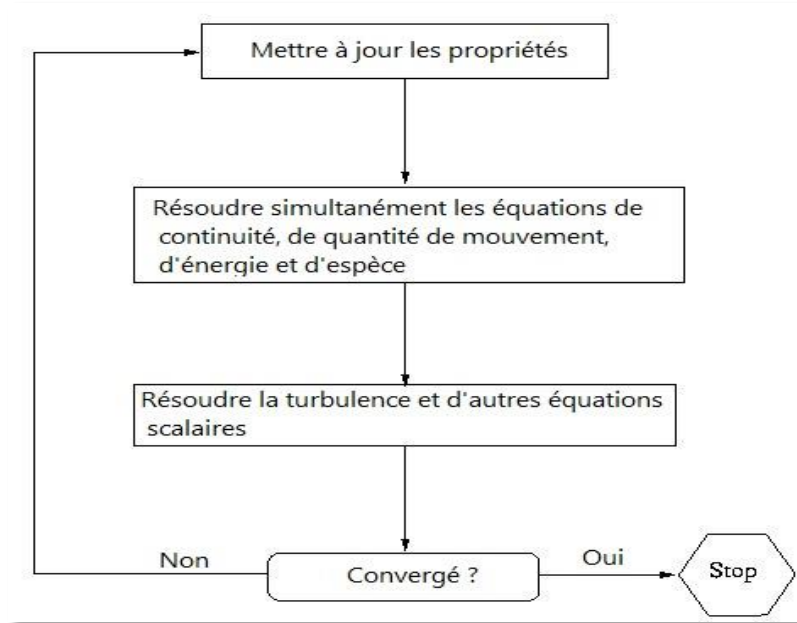 Mettre à jour les propriétés
Résoudre simultanément les équations de
continuité, de quantité de mouvement,
d'énergie et d'espèce
Résoudre la turbulence et d'autres équations
scalaires
Non
Convergé ?
Oui
Stop